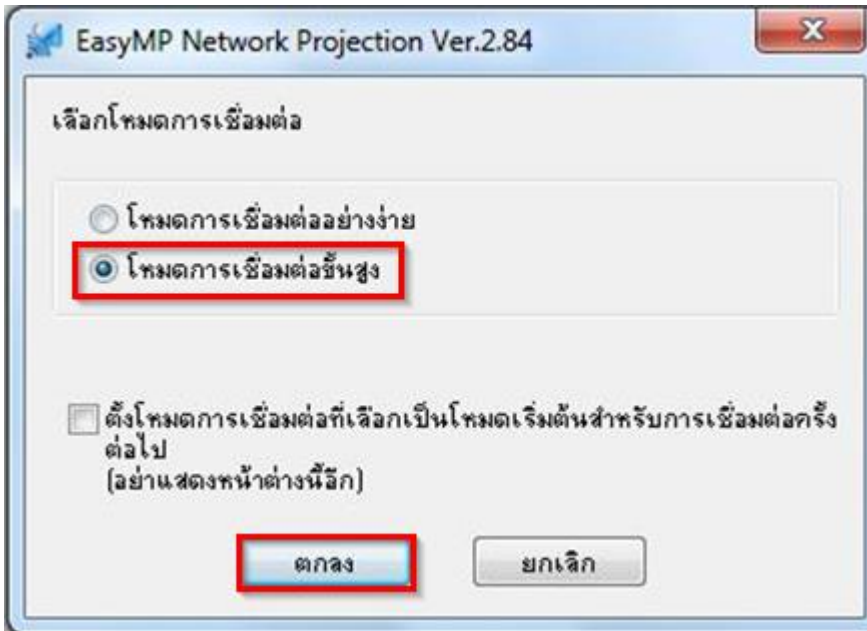 EasyMP Network Projection Ver.2.84
เลือกโหมดการเชื่อมต่อ
โหมดการเชื่อมต่ออย่างง่าย
โหมดการเชื่อมต่อขั้นสูง
ตั้งโหมดการเชื่อมต่อที่เลือกเป็นโหมดเริ่มต้นสำหรับการเชื่อมต่อครั้ง
ต่อไป
(อย่าแสดงหน้าต่างนี้อีก)
ตกลง ยกเลิก